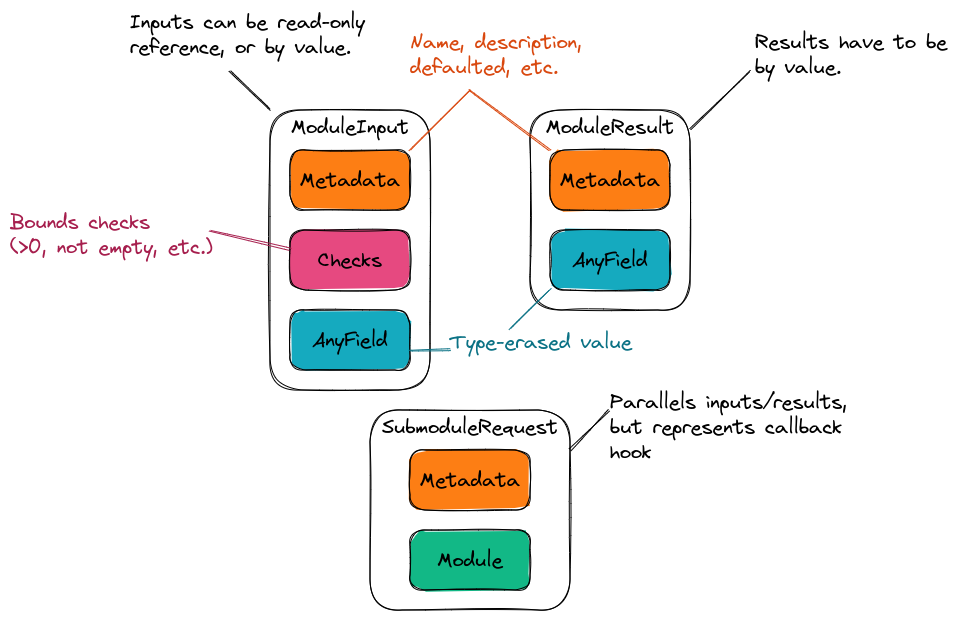 Inputs can be read-only
reference, or by value.
Name, description,
defaulted, etc.
Results have to be
by value.
ModuleInput
Metadata
Bounds checks
(>0, not empty, etc.)
Checks
AnyField
ModuleResult
Metadata
AnyField
Type-erased value
Parallels inputs/results,
but represents callback
hook
SubmoduleRequest
Metadata
Module